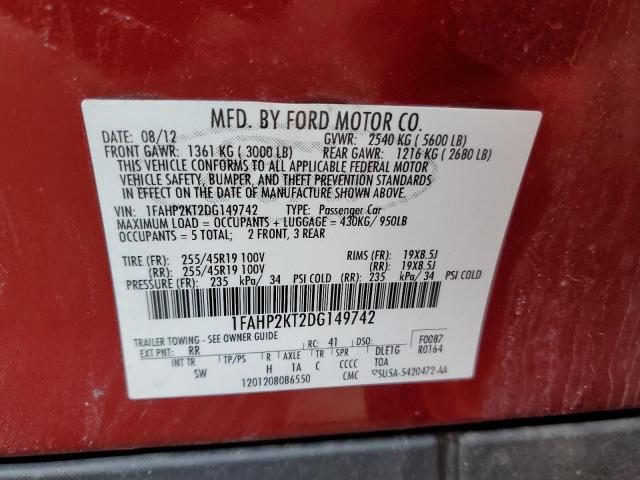 MFD. BY FORD MOTOR CO.
DATE: 08/12 GVWR: 2540 KG ( 5600 LB)
FRONT GAWR: 1361 KG ( 3000 LB) REAR GAWR: 1216 KG ( 2680 LB)
THIS VEHICLE CONFORMS TO ALL APPLICABLE FEDERAL MOTOR
VEHICLE SAFETY, BUMPER, AND THEFT PREVENTION STANDARDS
IN EFFECT ON THE DATE OF MANUFACTURE SHOWN ABOVE.
VIN: 1FAHP2KT2DG149742 TYPE: Passenger Car
MAXIMUM LOAD = OCCUPANTS + LUGGAGE = 430KG/ 950LB
OCCUPANTS = 5 TOTAL; 2 FRONT, 3 REAR
TIRE (FR): 255/45R19 100V RIMS (FR): 19X8.5J
(RR): 255/45R19 100V (RR): 19X8.5J
PRESSURE (FR): 235 kPa/ 34 PSI COLD (RR): 235 kPa/ 34 PSI COLD
1FAHP2KT2DG149742
TRAILER TOWING - SEE OWNER GUIDE
EXT PNT: RR RC: 41 DSO: F0087
R0164
INT TR TP/PS R AXLE TR SPR DLE1G
SW H 1A C CCCC TOA
1201208086550 CMC 5U5A-5420472-AA